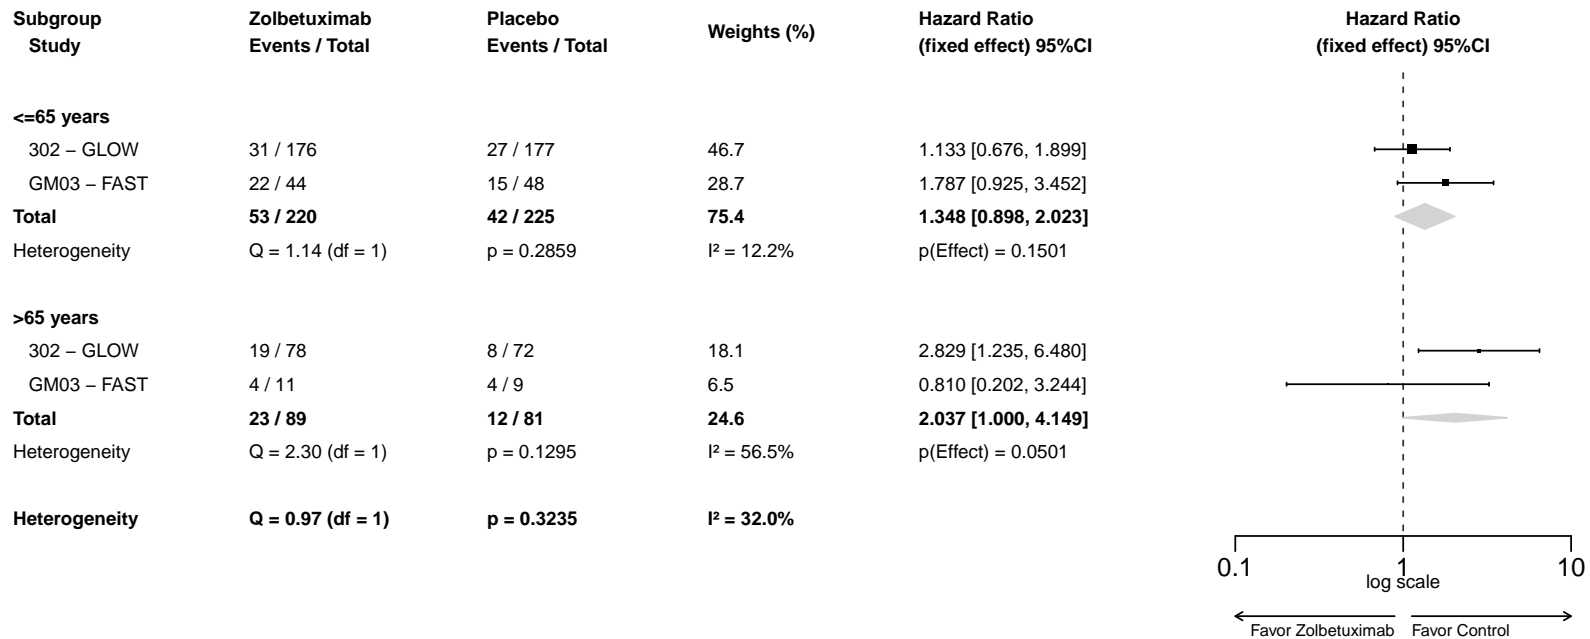 Subgroup Zolbetuximab Placebo Weights (%) Hazard Ratio Hazard Ratio
Study Events / Total Events / Total (fixed effect) 95%CI (fixed effect) 95%CI
<=65 years
302 – GLOW 31 / 176 27 / 177 46.7 1.133 [0.676, 1.899]
GM03 – FAST 22 / 44 15 / 48 28.7 1.787 [0.925, 3.452]
Total 53 / 220 42 / 225 75.4 1.348 [0.898, 2.023]
Heterogeneity Q = 1.14 (df = 1) p = 0.2859 I² = 12.2% p(Effect) = 0.1501
>65 years
302 – GLOW 19 / 78 8 / 72 18.1 2.829 [1.235, 6.480]
GM03 – FAST 4 / 11 4 / 9 6.5 0.810 [0.202, 3.244]
Total 23 / 89 12 / 81 24.6 2.037 [1.000, 4.149]
Heterogeneity Q = 2.30 (df = 1) p = 0.1295 I² = 56.5% p(Effect) = 0.0501
Heterogeneity Q = 0.97 (df = 1) p = 0.3235 I² = 32.0%
0.1 1 10
log scale
Favor Zolbetuximab Favor Control